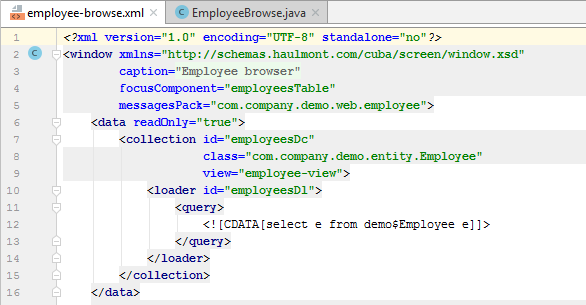 employee-browse.xml EmployeeBrowse.java
1 <?xml version="1.0" encoding="UTF-8" standalone="no"?>
2 C <window xmlns="http://schemas.haulmont.com/cuba/screen/window.xsd"
3 caption="Employee browser"
4 focusComponent="employeesTable"
5 messagesPack="com.company.demo.web.employee">
6 <data readOnly="true">
7 <collection id="employeesDc"
8 class="com.company.demo.entity.Employee"
9 view="employee-view">
10 <loader id="employeesDl">
11 <query>
12 <![CDATA[select e from demo$Employee e]]>
13 </query>
14 </loader>
15 </collection>
16 </data>